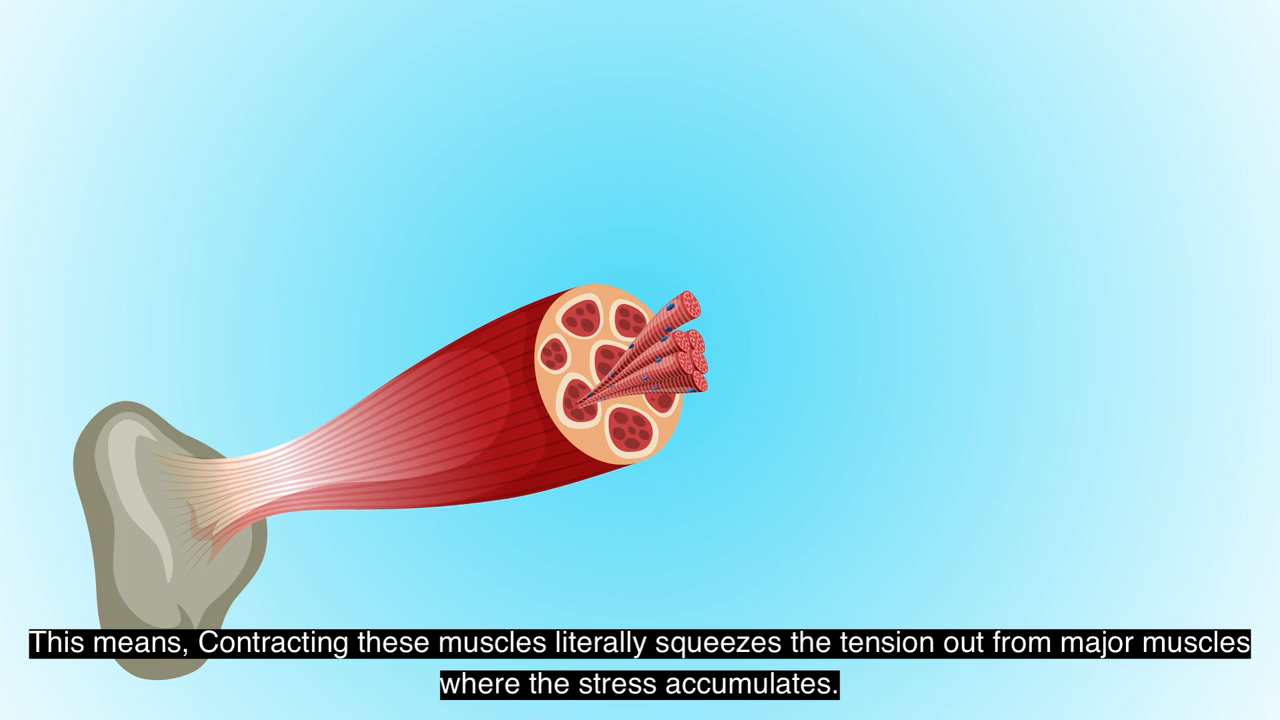 This means, Contracting these muscles literally squeezes the tension out from major muscles
where the stress accumulates.